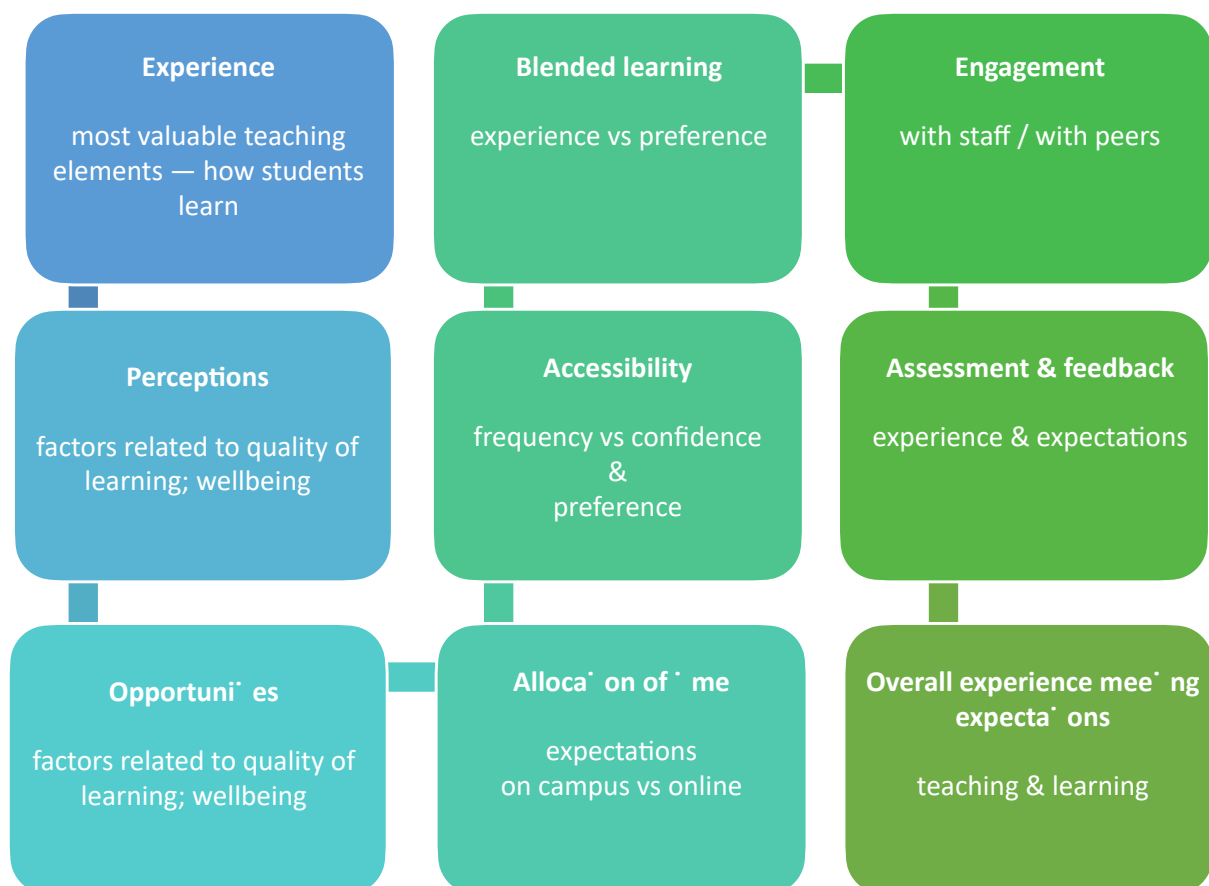 Experience
most valuable teaching
elements — how students
learn
Perceptions
factors related to quality of
learning; wellbeing
Opportuni˙ es
factors related to quality of
learning; wellbeing
Alloca˙ on of ˙ me
expectations
on campus vs online
Accessibility
frequency vs confidence
&
preference
Blended learning
experience vs preference
Engagement
with staff / with peers
Assessment & feedback
experience & expectations
Overall experience mee˙ ng
expecta˙ ons
teaching & learning